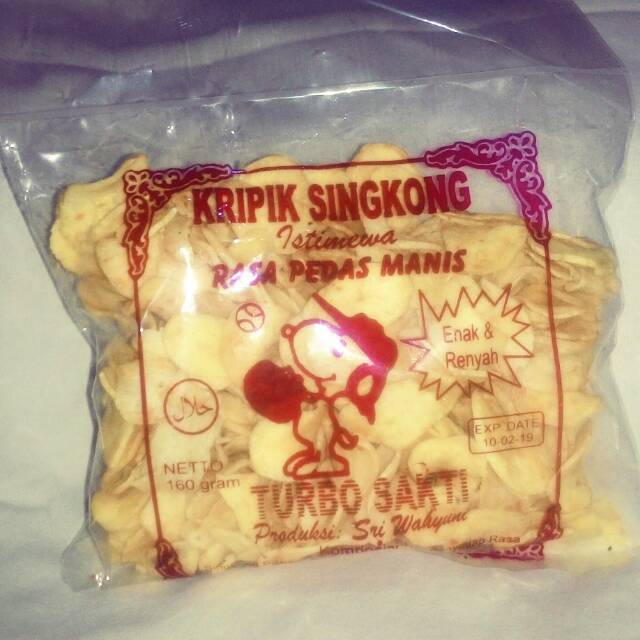 KRIPIK SINGKONG
Istimewa
RASA PEDAS MANIS
Enak &
Renyah
حلال
EXP DATE
10-02-19
NETTO
160 gram
TURBO SAKTI
Produksi: Sri Wahyuni
Rasa